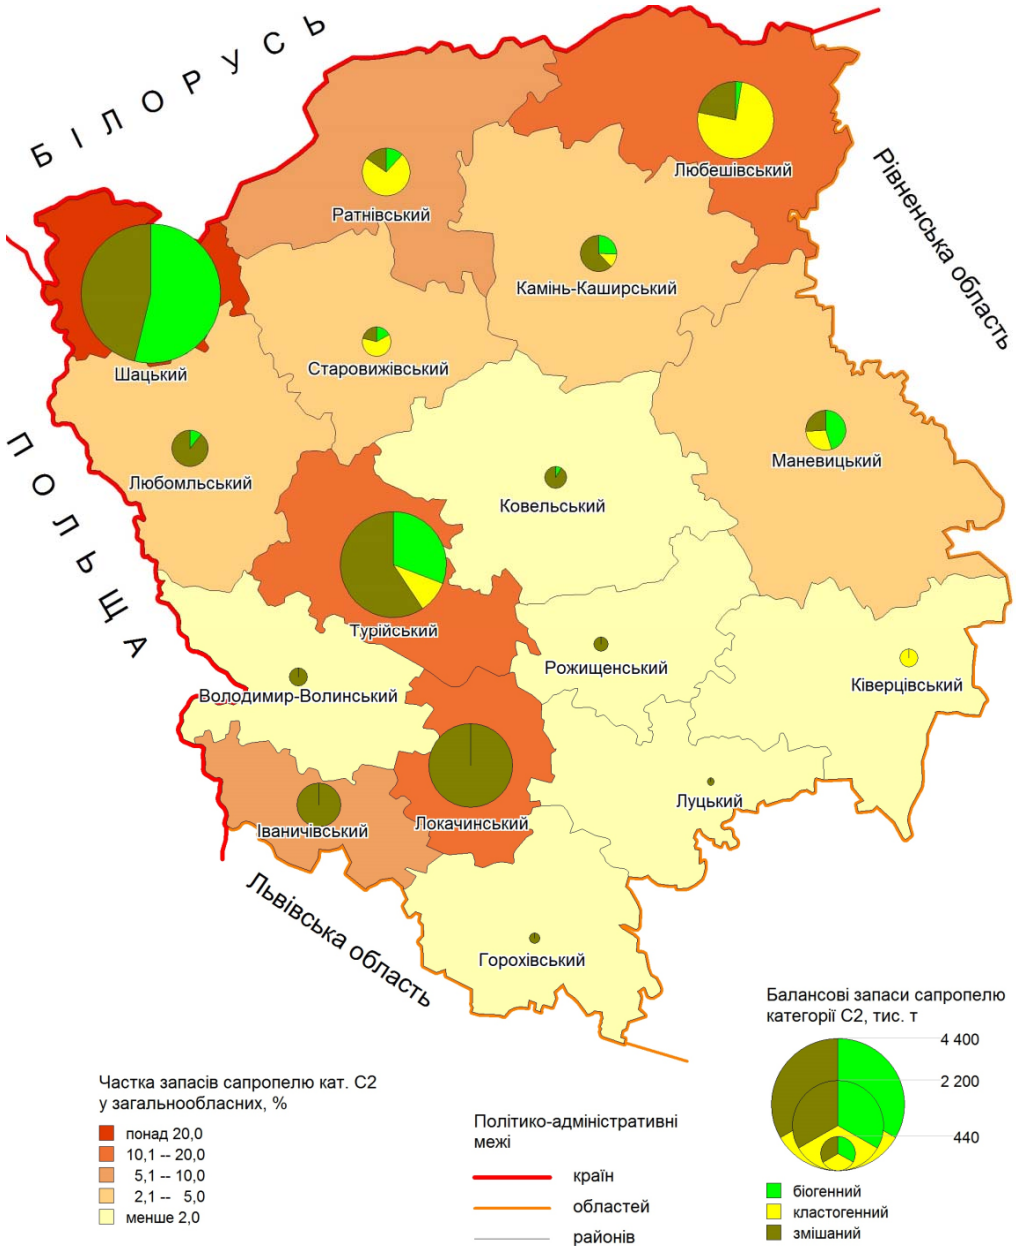 БІЛОРУСЬ
Любешівський
Рівненська область
Ратнівський
Камінь-Каширський
Старовижівський
Шацький
ПОЛЬЩА
Любомльський
Маневицький
Ковельський
Турійський
Рожищенський
Ківерцівський
Володимир-Волинський
Луцький
Локачинський
Іваничівський
Львівська область
Горохівський
Балансові запаси сапропелю
категорії С2, тис. т
4 400
2 200
440
біогенний
кластогенний
змішаний
Частка запасів сапропелю кат. С2
у загальнообласних, %
понад 20,0
10,1 -- 20,0
5,1 -- 10,0
2,1 -- 5,0
менше 2,0
Політико-адміністративні
межі
країн
областей
районів